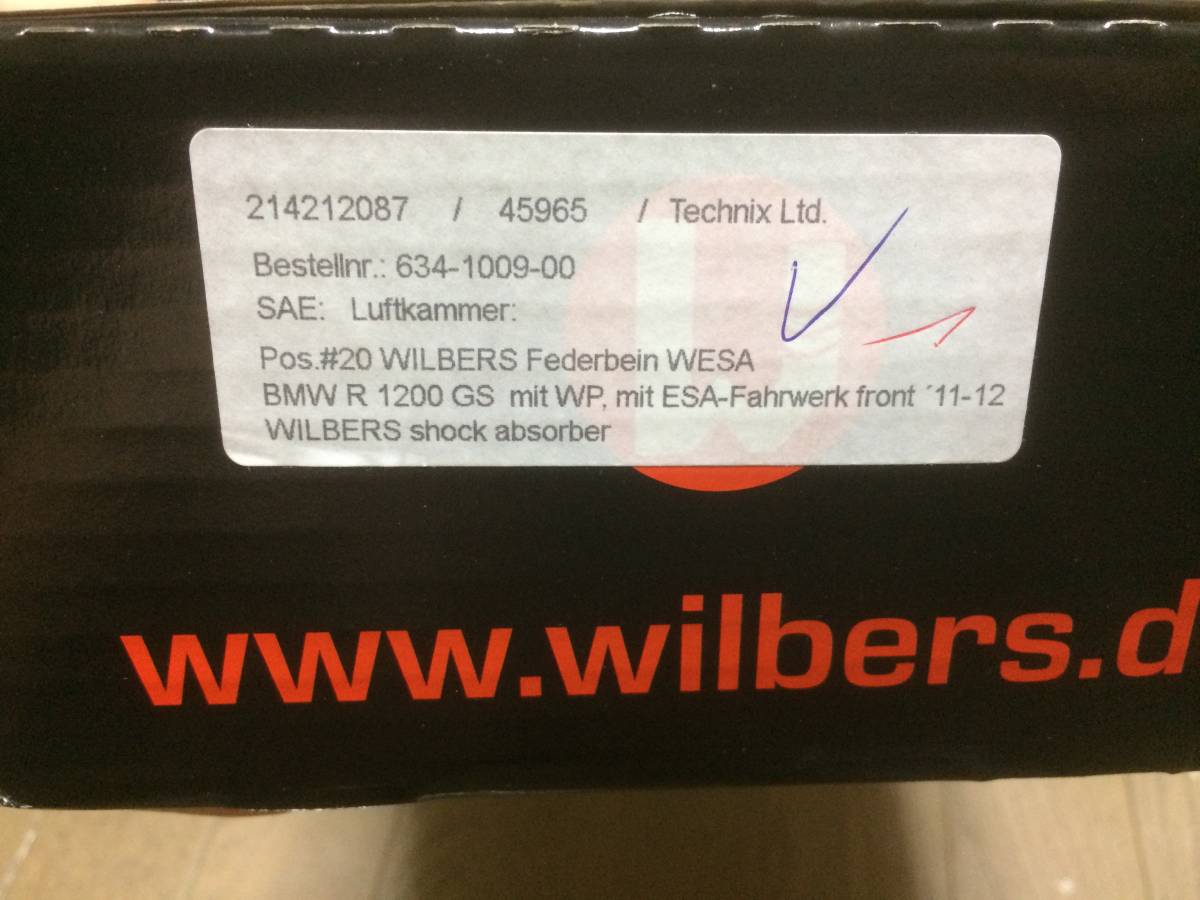 214212087 / 45965 / Technix Ltd.
Bestellnr.: 634-1009-00
SAE: Luftkammer:
Pos.#20 WILBERS Federbein WESA
BMW R 1200 GS mit WP, mit ESA-Fahrwerk front ´11-12
WILBERS shock absorber
www.wilbers.d